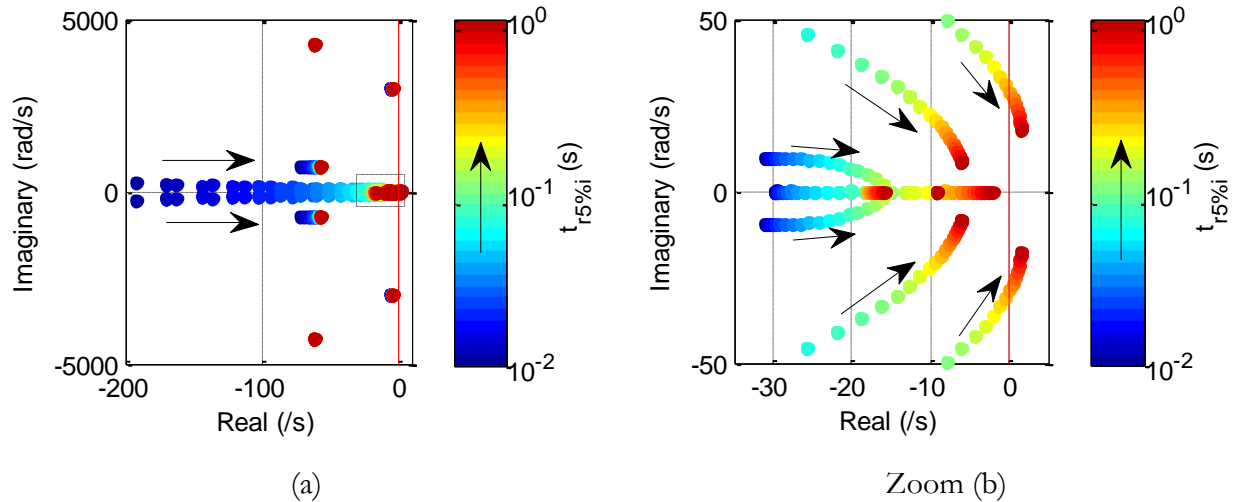 5000
0
-5000
-200
-100
0
Imaginary (rad/s)
Real (/s)
10^0
10^-1
10^-2
t_r5%i (s)
(a)
50
0
-50
-30
-20
-10
0
Imaginary (rad/s)
Real (/s)
10^0
10^-1
10^-2
t_r5%i (s)
Zoom (b)